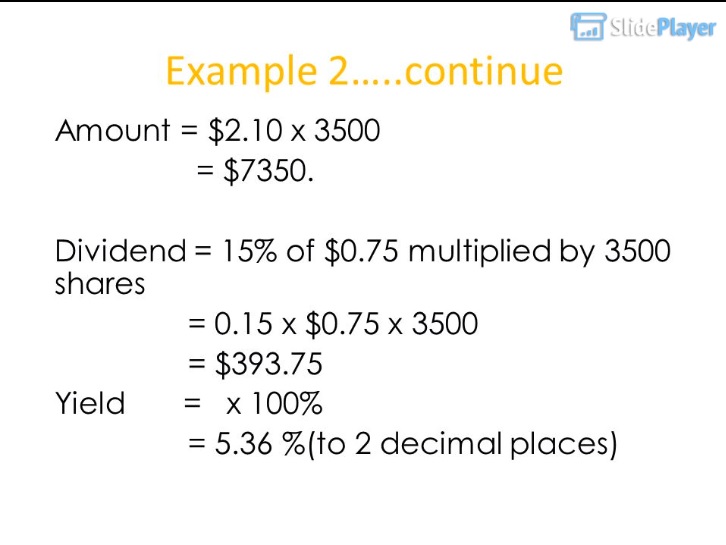 SlidePlayer
Example 2.....continue
Amount = $2.10 x 3500
= $7350.
Dividend = 15% of $0.75 multiplied by 3500
shares
= 0.15 x $0.75 x 3500
= $393.75
Yield = x 100%
= 5.36 %(to 2 decimal places)